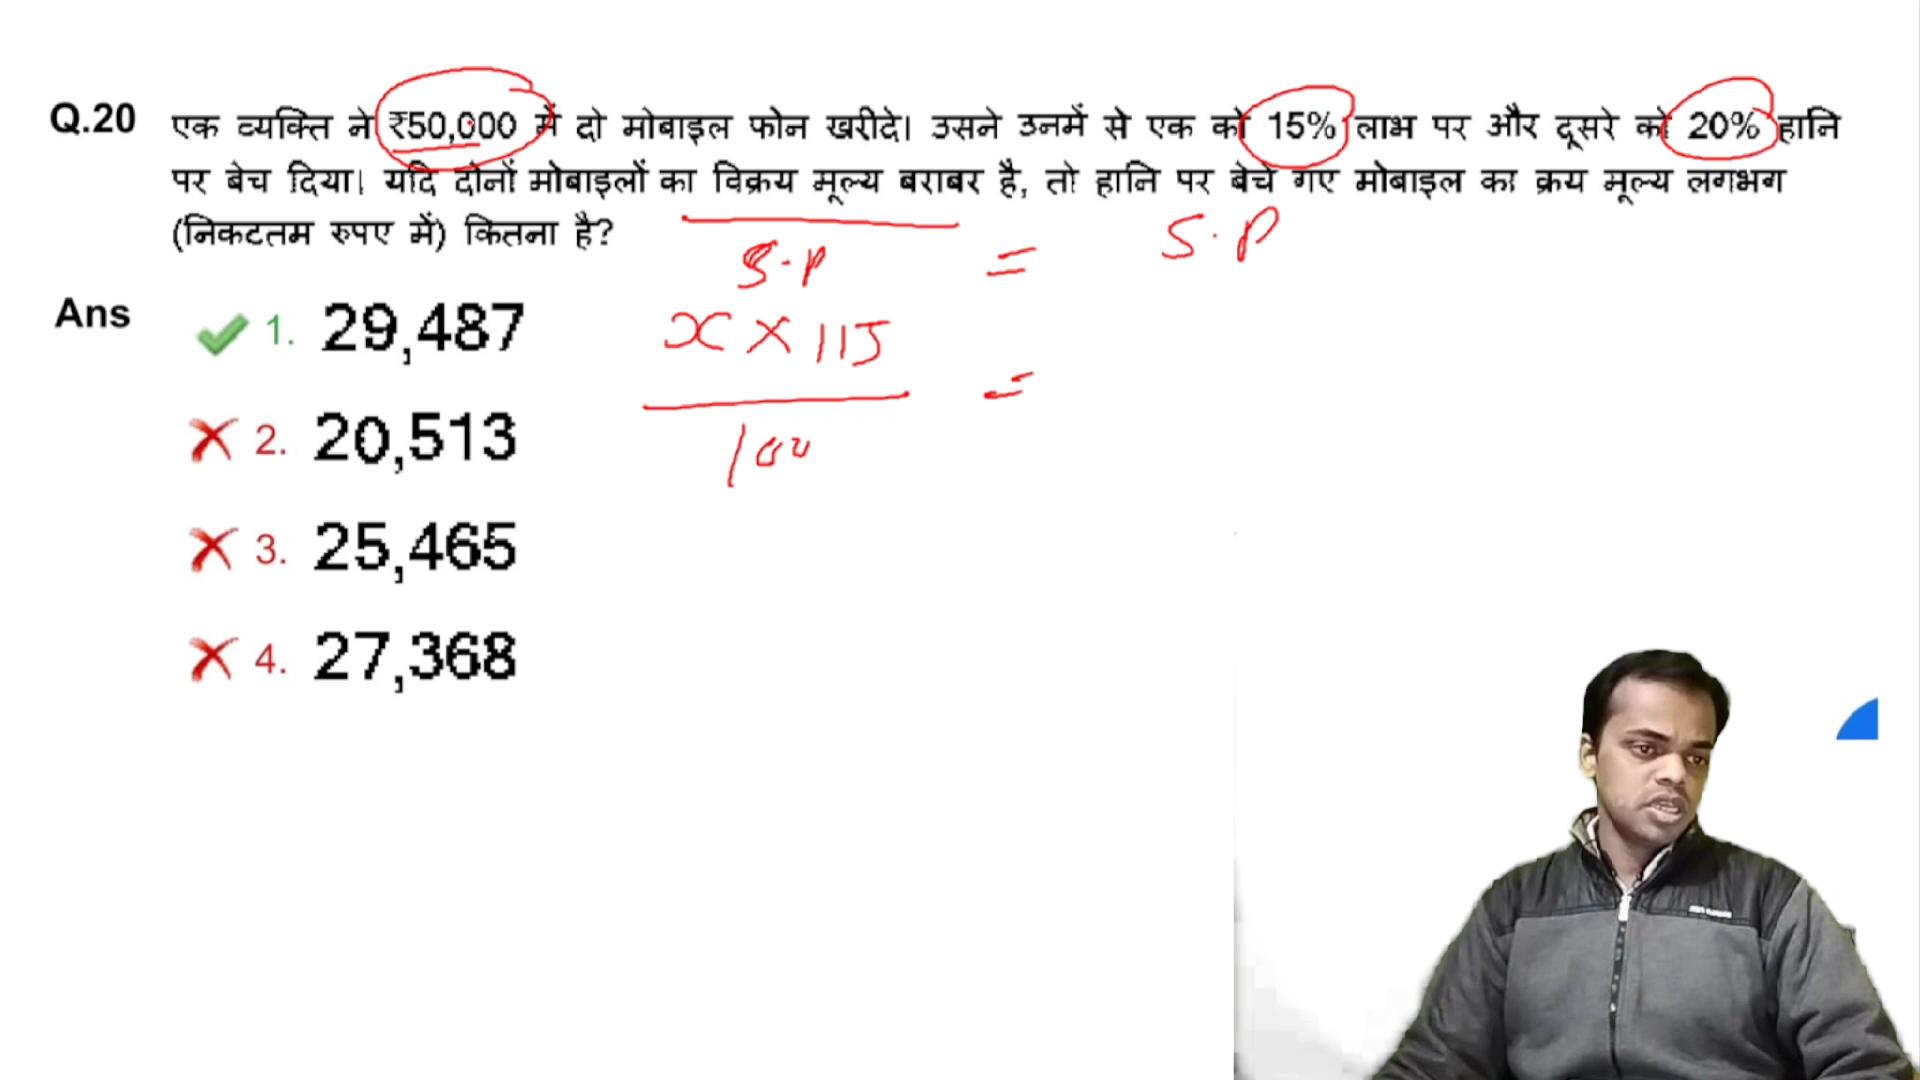 Q.20 एक व्यक्ति ने ₹50,000 में दो मोबाइल फोन खरीदे। उसने उनमें से एक को 15% लाभ पर और दूसरे को 20% हानि
पर बेच दिया। यदि दोनों मोबाइलों का विक्रय मूल्य बराबर है, तो हानि पर बेचे गए मोबाइल का क्रय मूल्य लगभग
(निकटतम रुपए में) कितना है?
S.P = S.P
Ans 1. 29,487
x × 115
=
100
2. 20,513
3. 25,465
4. 27,368